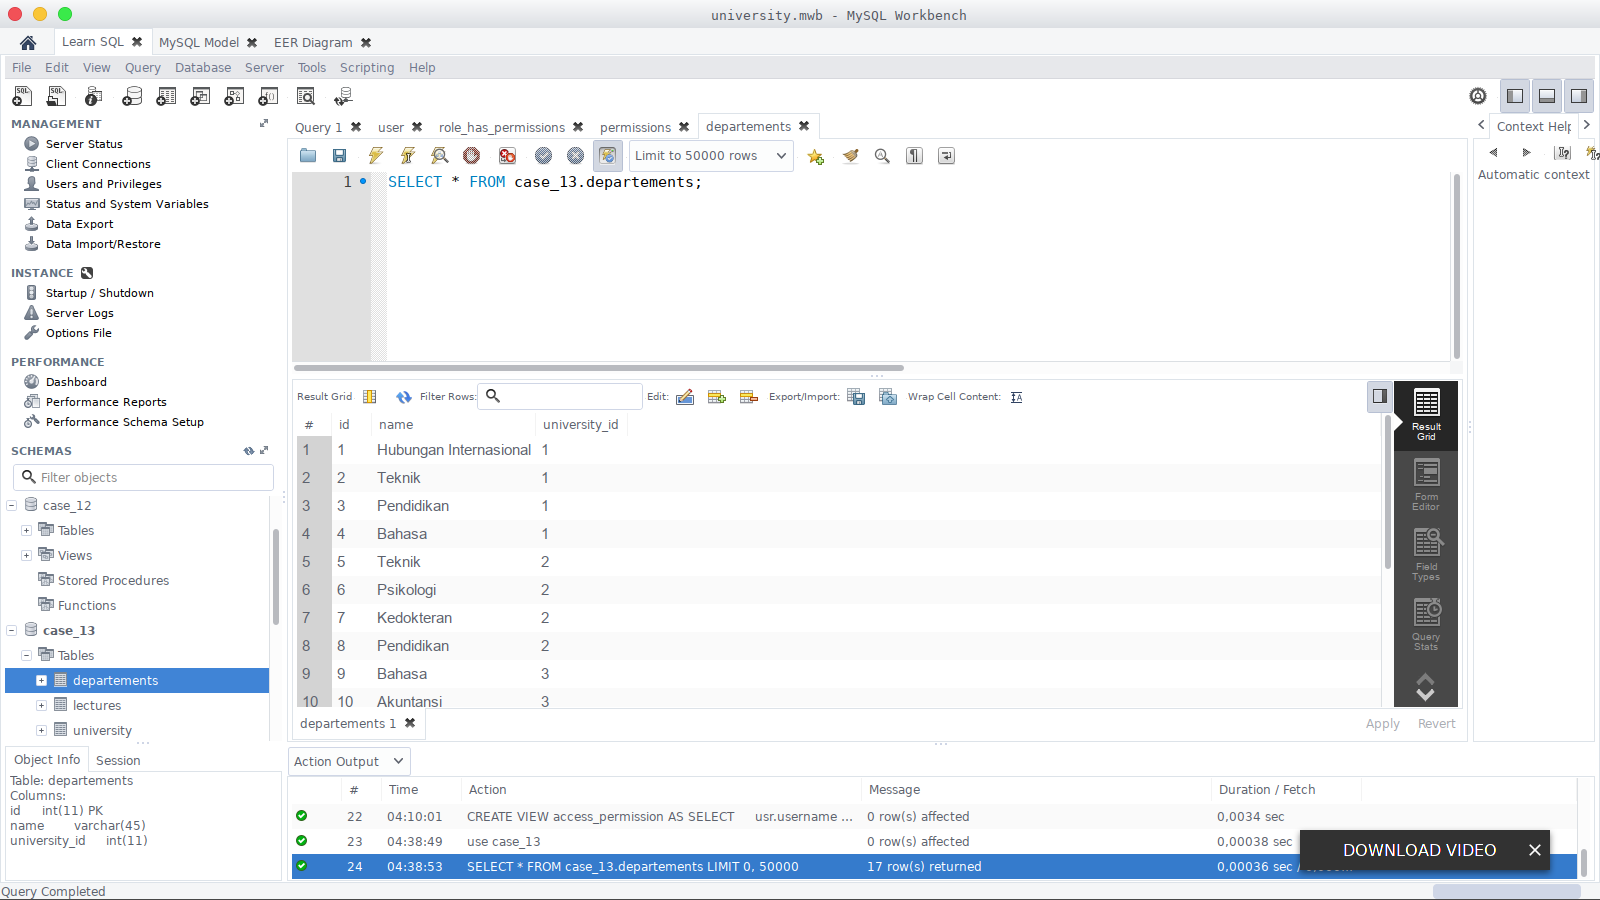 university.mwb - MySQL Workbench
Learn SQL
MySQL Model
EER Diagram
File Edit View Query Database Server Tools Scripting Help
MANAGEMENT
Server Status
Client Connections
Users and Privileges
Status and System Variables
Data Export
Data Import/Restore
INSTANCE
Startup / Shutdown
Server Logs
Options File
PERFORMANCE
Dashboard
Performance Reports
Performance Schema Setup
SCHEMAS
Filter objects
case_12
Tables
Views
Stored Procedures
Functions
case_13
Tables
departements
lectures
university
Object Info Session
Table: departements
Columns:
id int(11) PK
name varchar(45)
university_id int(11)
Query 1 user role_has_permissions permissions departements
Limit to 50000 rows
1 SELECT * FROM case_13.departements;
Result Grid Filter Rows: Edit: Export/Import: Wrap Cell Content:
# id name university_id
1 1 Hubungan Internasional 1
2 2 Teknik 1
3 3 Pendidikan 1
4 4 Bahasa 1
5 5 Teknik 2
6 6 Psikologi 2
7 7 Kedokteran 2
8 8 Pendidikan 2
9 9 Bahasa 3
10 10 Akuntansi 3
Result
Grid
Form
Editor
Field
Types
Query
Stats
departements 1
Apply Revert
Context Help
Automatic context
Action Output
# Time Action Message Duration / Fetch
22 04:10:01 CREATE VIEW access_permission AS SELECT usr.username ... 0 row(s) affected 0,0034 sec
23 04:38:49 use case_13 0 row(s) affected 0,00038 sec
24 04:38:53 SELECT * FROM case_13.departements LIMIT 0, 50000 17 row(s) returned 0,00036 sec /
DOWNLOAD VIDEO
Query Completed